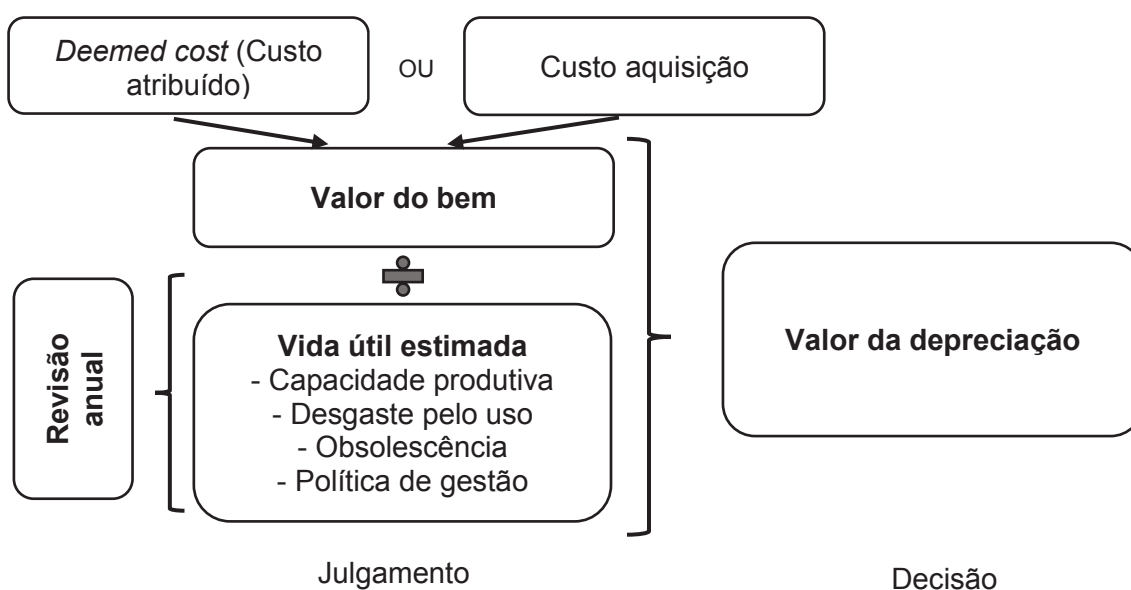 Deemed cost (Custo
atribuído)
OU
Custo aquisição
Valor do bem
÷
Revisão
anual
Vida útil estimada
- Capacidade produtiva
- Desgaste pelo uso
- Obsolescência
- Política de gestão
Valor da depreciação
Julgamento
Decisão